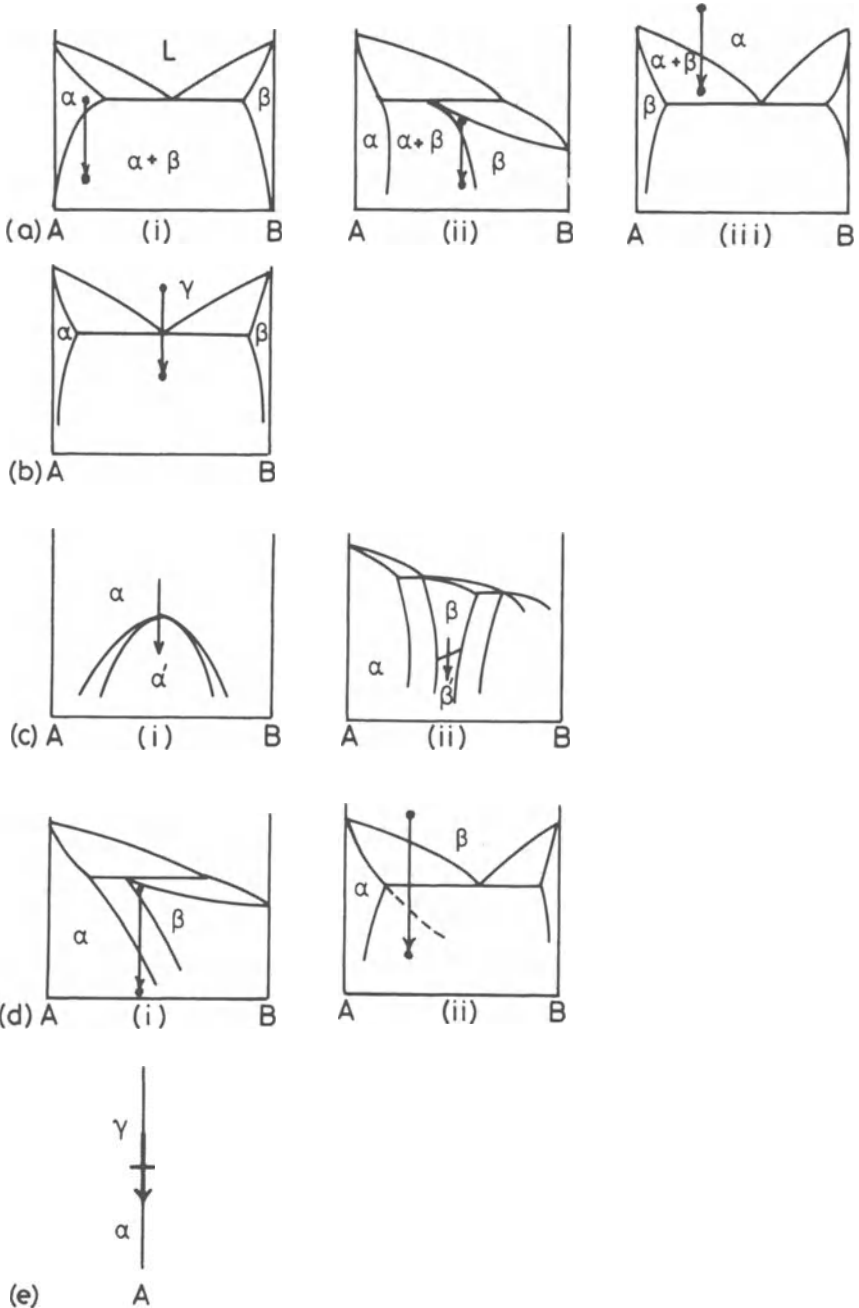 L
α
β
α + β
(a) A (i) B
α
α + β
β
A (ii) B
α
α + β
β
A (iii) B
γ
α
β
(b) A B
α
α′
(c) A (i) B
β
α
β′
A (ii) B
β
α
(d) A (i) B
β
α
A (ii) B
γ
α
(e) A